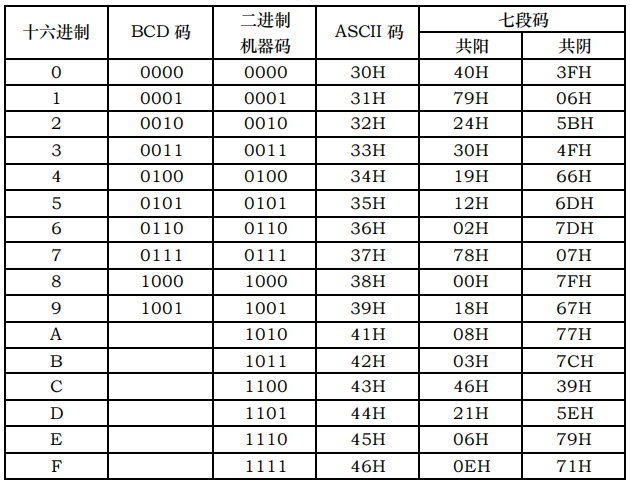 十六进制 BCD 码 二进制机器码 ASCII 码 七段码
共阳 共阴
0 0000 0000 30H 40H 3FH
1 0001 0001 31H 79H 06H
2 0010 0010 32H 24H 5BH
3 0011 0011 33H 30H 4FH
4 0100 0100 34H 19H 66H
5 0101 0101 35H 12H 6DH
6 0110 0110 36H 02H 7DH
7 0111 0111 37H 78H 07H
8 1000 1000 38H 00H 7FH
9 1001 1001 39H 18H 67H
A 1010 41H 08H 77H
B 1011 42H 03H 7CH
C 1100 43H 46H 39H
D 1101 44H 21H 5EH
E 1110 45H 06H 79H
F 1111 46H 0EH 71H